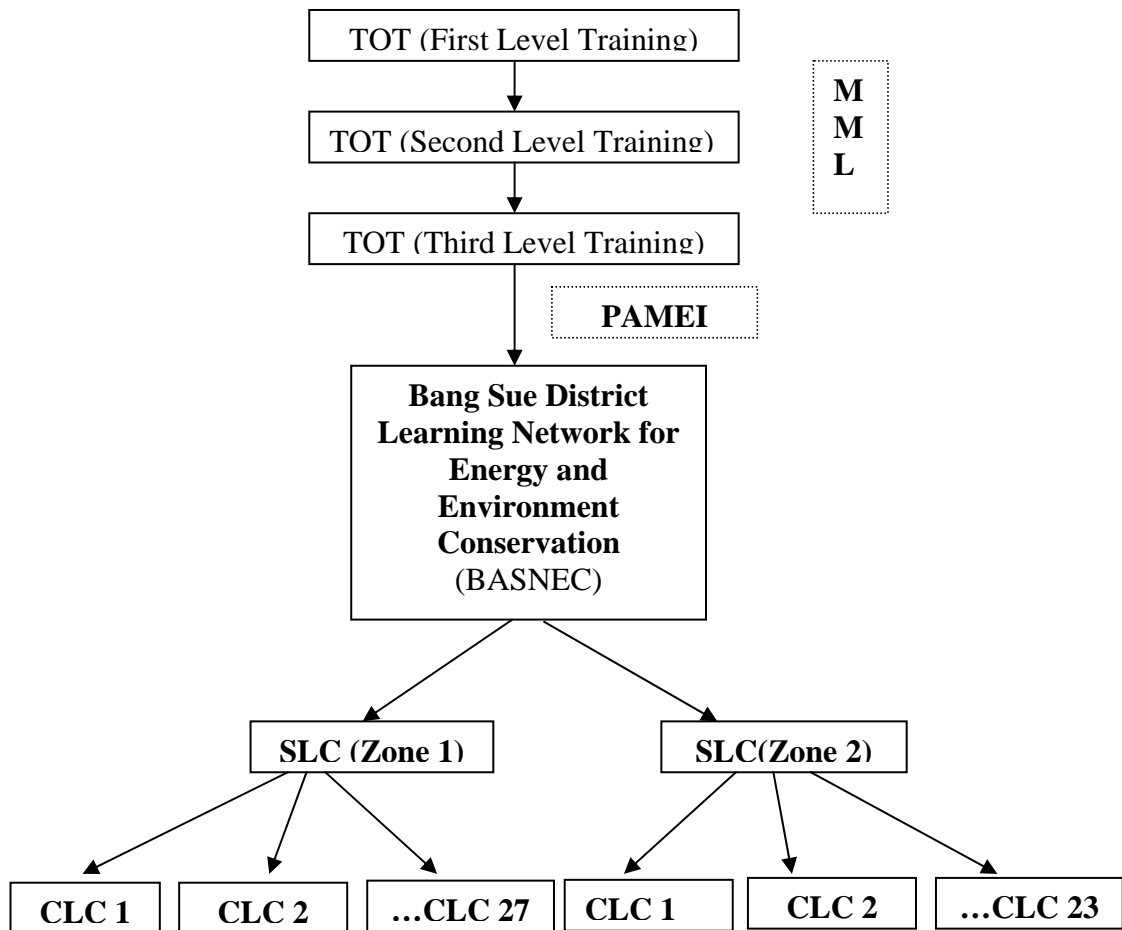 TOT (First Level Training)
M
M
L
TOT (Second Level Training)
TOT (Third Level Training)
PAMEI
Bang Sue District
Learning Network for
Energy and
Environment
Conservation
(BASNEC)
SLC (Zone 1)
SLC(Zone 2)
CLC 1
CLC 2
...CLC 27
CLC 1
CLC 2
...CLC 23